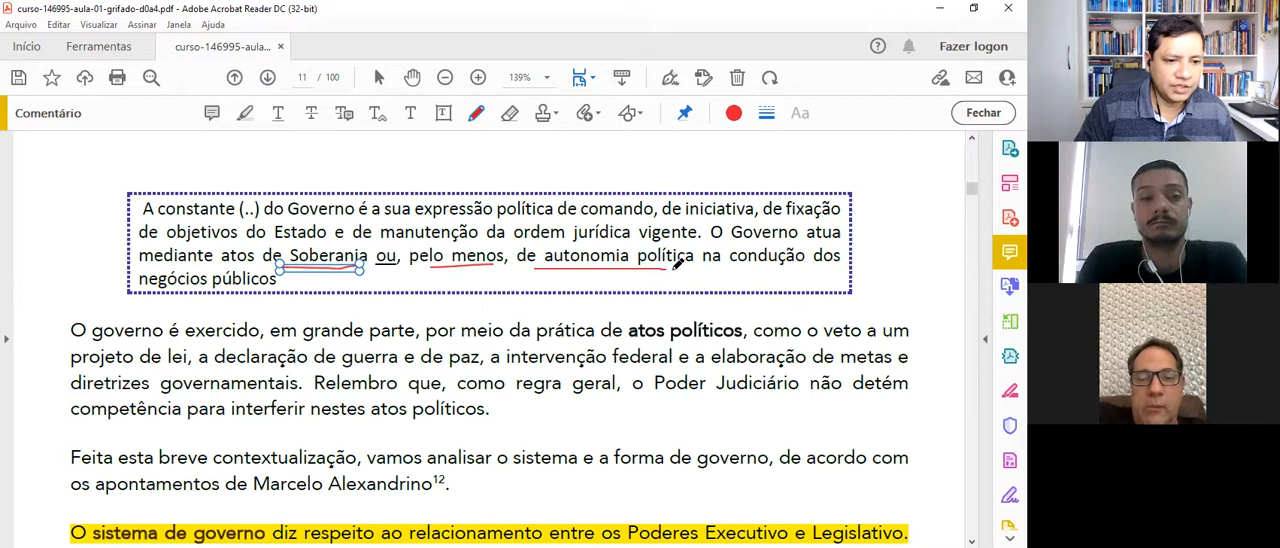 curso-146995-aula-01-grifado-d0a4.pdf - Adobe Acrobat Reader DC (32-bit)
Arquivo Editar Visualizar Assinar Janela Ajuda
Início Ferramentas curso-146995-aula... × Fazer logon
11 / 100 139%
Comentário Aa Fechar
A constante (..) do Governo é a sua expressão política de comando, de iniciativa, de fixação
de objetivos do Estado e de manutenção da ordem jurídica vigente. O Governo atua
mediante atos de Soberania ou, pelo menos, de autonomia política na condução dos
negócios públicos
O governo é exercido, em grande parte, por meio da prática de atos políticos, como o veto a um
projeto de lei, a declaração de guerra e de paz, a intervenção federal e a elaboração de metas e
diretrizes governamentais. Relembro que, como regra geral, o Poder Judiciário não detém
competência para interferir nestes atos políticos.
Feita esta breve contextualização, vamos analisar o sistema e a forma de governo, de acordo com
os apontamentos de Marcelo Alexandrino¹².
O sistema de governo diz respeito ao relacionamento entre os Poderes Executivo e Legislativo.